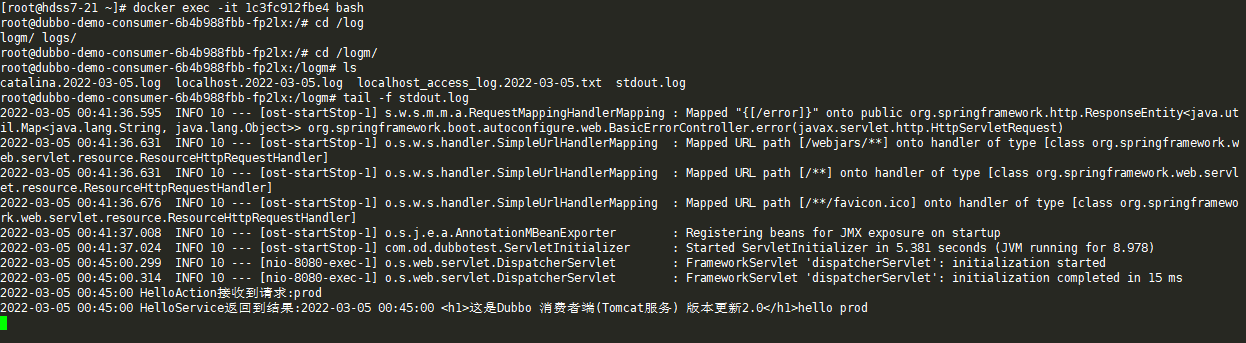 [root@hdss7-21 ~]# docker exec -it 1c3fc912fbe4 bash
root@dubbo-demo-consumer-6b4b988fbb-fp2lx:/# cd /log
logm/ logs/
root@dubbo-demo-consumer-6b4b988fbb-fp2lx:/# cd /logm/
root@dubbo-demo-consumer-6b4b988fbb-fp2lx:/logm# ls
catalina.2022-03-05.log  localhost.2022-03-05.log  localhost_access_log.2022-03-05.txt  stdout.log
root@dubbo-demo-consumer-6b4b988fbb-fp2lx:/logm# tail -f stdout.log
2022-03-05 00:41:36.595  INFO 10 --- [ost-startStop-1] s.w.s.m.m.a.RequestMappingHandlerMapping : Mapped "{[/error]}" onto public org.springframework.http.ResponseEntity<java.ut
il.Map<java.lang.String, java.lang.Object>> org.springframework.boot.autoconfigure.web.BasicErrorController.error(javax.servlet.http.HttpServletRequest)
2022-03-05 00:41:36.631  INFO 10 --- [ost-startStop-1] o.s.w.s.handler.SimpleUrlHandlerMapping  : Mapped URL path [/webjars/**] onto handler of type [class org.springframework.w
eb.servlet.resource.ResourceHttpRequestHandler]
2022-03-05 00:41:36.631  INFO 10 --- [ost-startStop-1] o.s.w.s.handler.SimpleUrlHandlerMapping  : Mapped URL path [/**] onto handler of type [class org.springframework.web.servl
et.resource.ResourceHttpRequestHandler]
2022-03-05 00:41:36.676  INFO 10 --- [ost-startStop-1] o.s.w.s.handler.SimpleUrlHandlerMapping  : Mapped URL path [/**/favicon.ico] onto handler of type [class org.springframewo
rk.web.servlet.resource.ResourceHttpRequestHandler]
2022-03-05 00:41:37.008  INFO 10 --- [ost-startStop-1] o.s.j.e.a.AnnotationMBeanExporter        : Registering beans for JMX exposure on startup
2022-03-05 00:41:37.024  INFO 10 --- [ost-startStop-1] com.od.dubbotest.ServletInitializer      : Started ServletInitializer in 5.381 seconds (JVM running for 8.978)
2022-03-05 00:45:00.299  INFO 10 --- [nio-8080-exec-1] o.s.web.servlet.DispatcherServlet        : FrameworkServlet 'dispatcherServlet': initialization started
2022-03-05 00:45:00.314  INFO 10 --- [nio-8080-exec-1] o.s.web.servlet.DispatcherServlet        : FrameworkServlet 'dispatcherServlet': initialization completed in 15 ms
2022-03-05 00:45:00 HelloAction接收到请求:prod
2022-03-05 00:45:00 HelloService返回到结果:2022-03-05 00:45:00 <h1>这是Dubbo 消费者端(Tomcat服务) 版本更新2.0</h1>hello prod